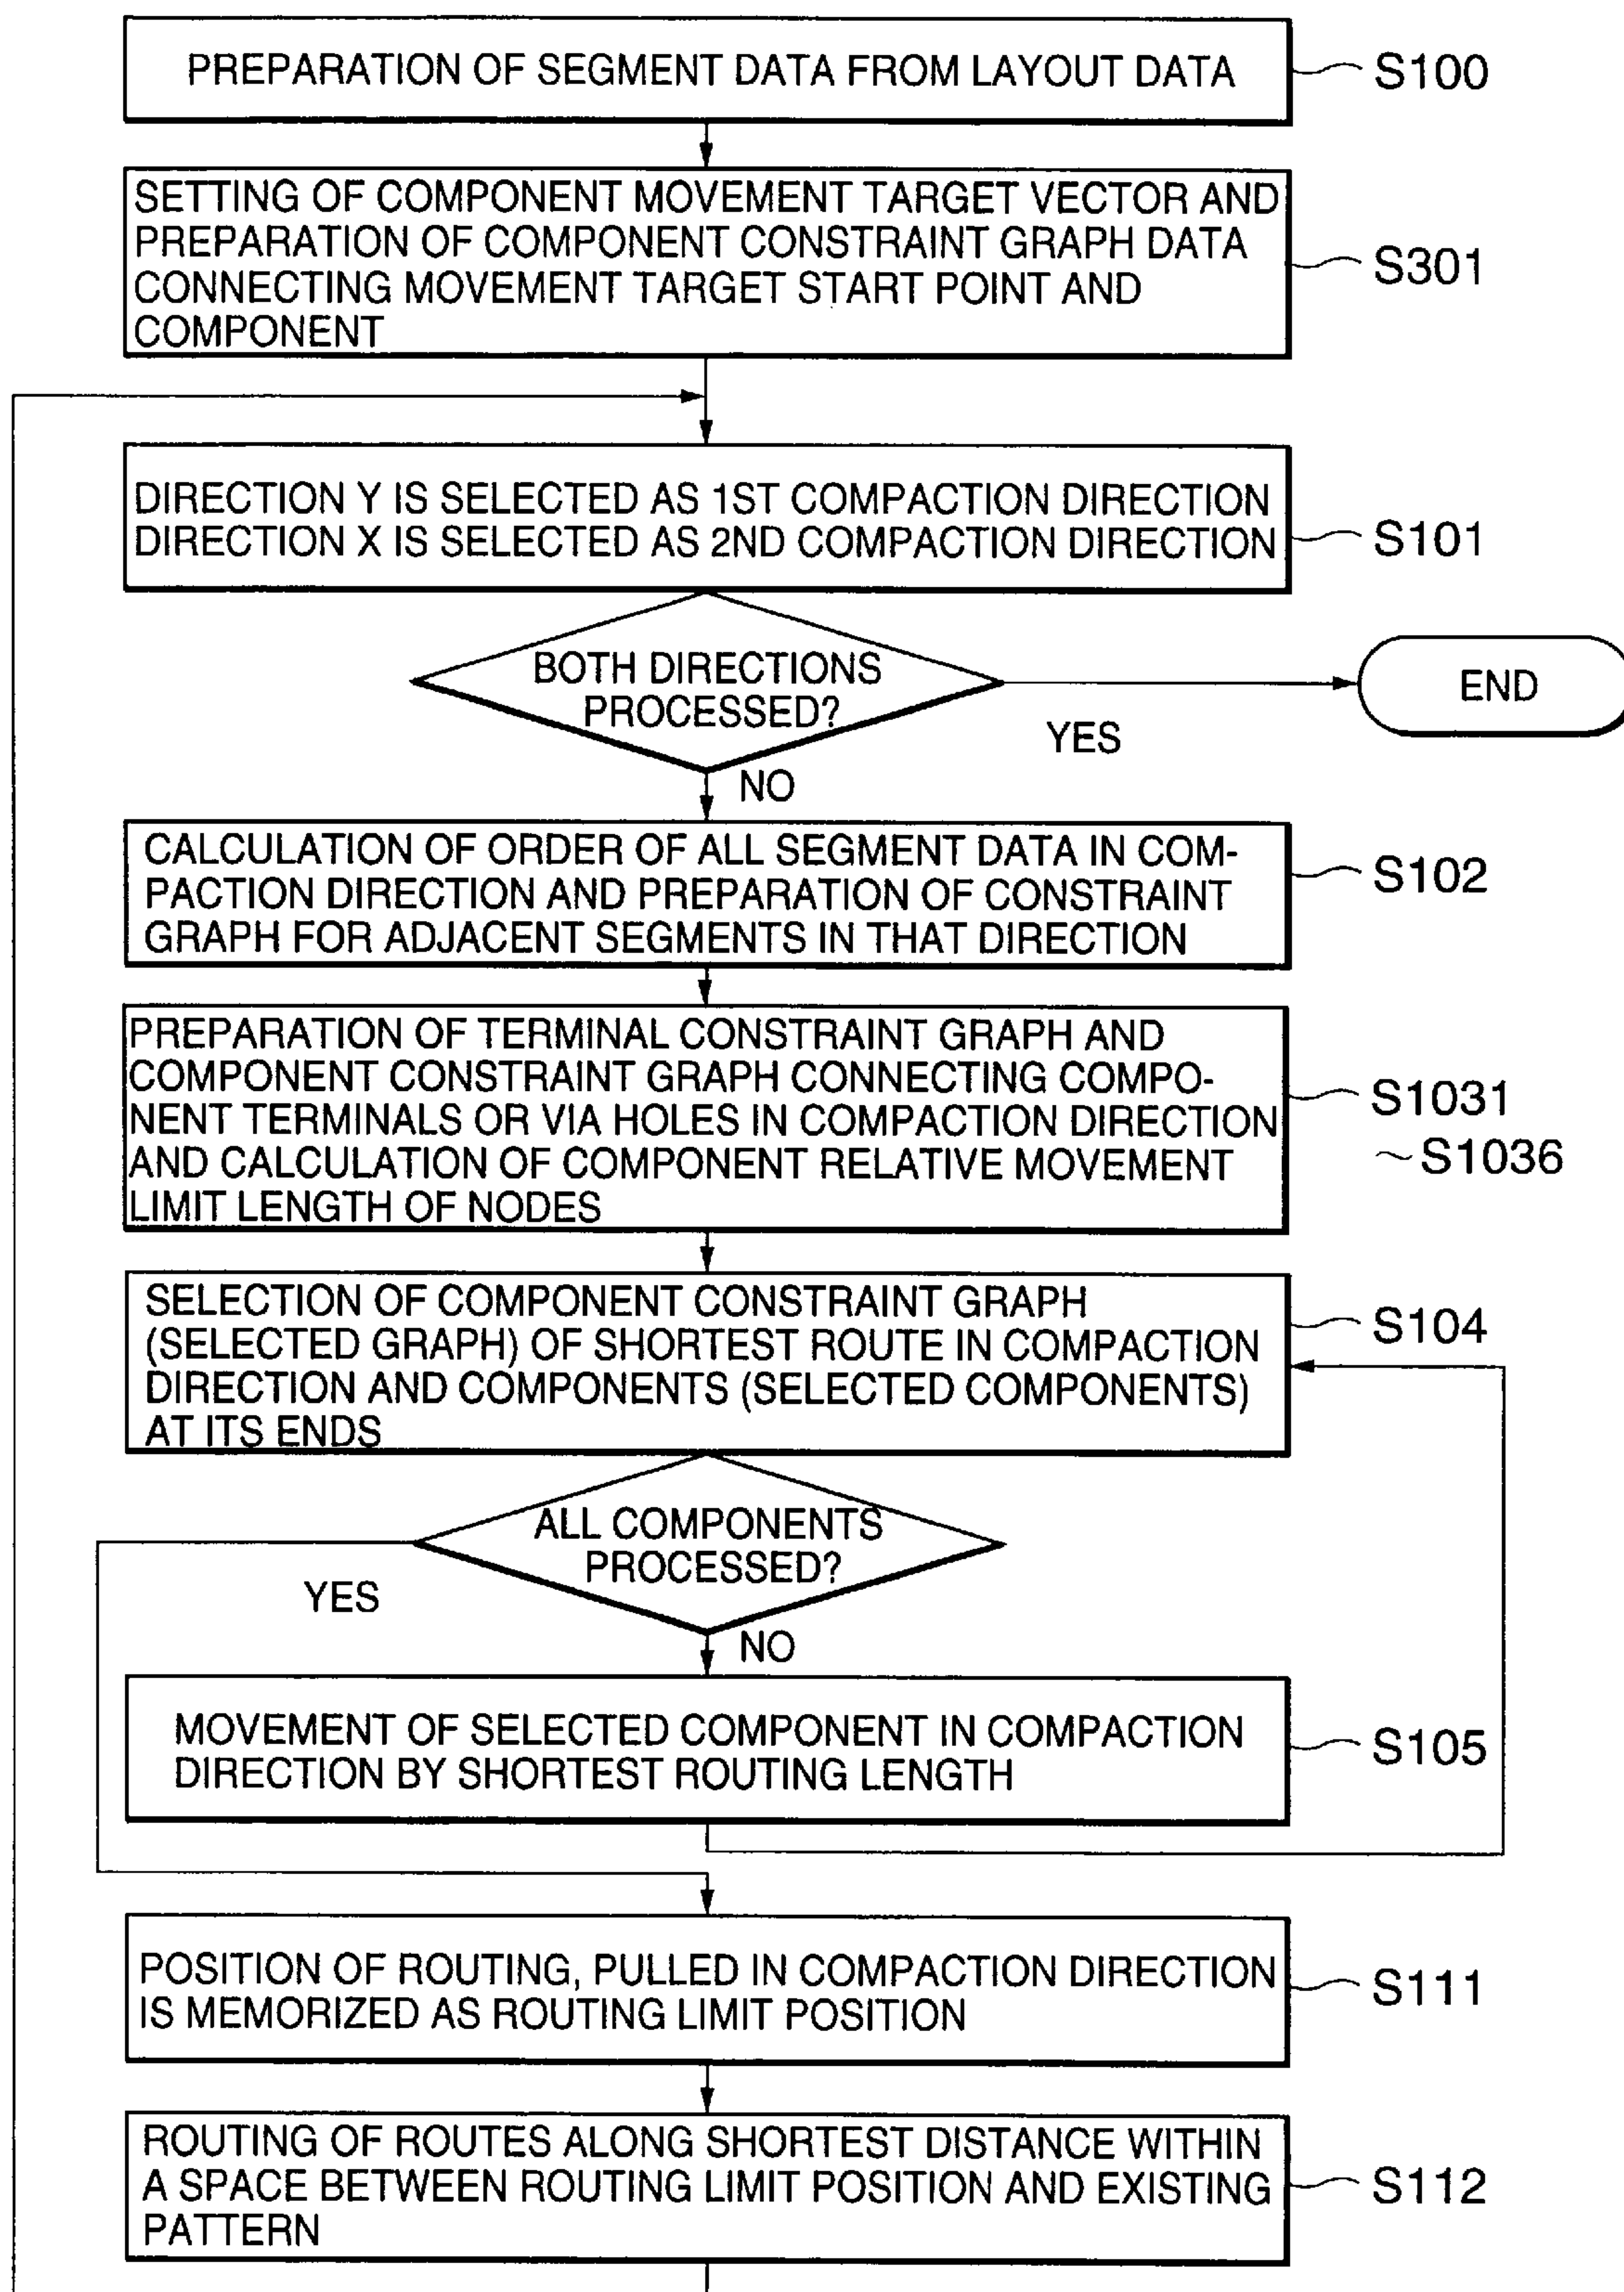 PREPARATION OF SEGMENT DATA FROM LAYOUT DATA
S100
SETTING OF COMPONENT MOVEMENT TARGET VECTOR AND
PREPARATION OF COMPONENT CONSTRAINT GRAPH DATA
CONNECTING MOVEMENT TARGET START POINT AND
COMPONENT
S301
DIRECTION Y IS SELECTED AS 1ST COMPACTION DIRECTION
DIRECTION X IS SELECTED AS 2ND COMPACTION DIRECTION
S101
BOTH DIRECTIONS
PROCESSED?
END
YES
NO
CALCULATION OF ORDER OF ALL SEGMENT DATA IN COM-
PACTION DIRECTION AND PREPARATION OF CONSTRAINT
GRAPH FOR ADJACENT SEGMENTS IN THAT DIRECTION
S102
PREPARATION OF TERMINAL CONSTRAINT GRAPH AND
COMPONENT CONSTRAINT GRAPH CONNECTING COMPO-
NENT TERMINALS OR VIA HOLES IN COMPACTION DIRECTION
AND CALCULATION OF COMPONENT RELATIVE MOVEMENT
LIMIT LENGTH OF NODES
S1031
~S1036
SELECTION OF COMPONENT CONSTRAINT GRAPH
(SELECTED GRAPH) OF SHORTEST ROUTE IN COMPACTION
DIRECTION AND COMPONENTS (SELECTED COMPONENTS)
AT ITS ENDS
S104
ALL COMPONENTS
PROCESSED?
YES
NO
MOVEMENT OF SELECTED COMPONENT IN COMPACTION
DIRECTION BY SHORTEST ROUTING LENGTH
S105
POSITION OF ROUTING, PULLED IN COMPACTION DIRECTION
IS MEMORIZED AS ROUTING LIMIT POSITION
S111
ROUTING OF ROUTES ALONG SHORTEST DISTANCE WITHIN
A SPACE BETWEEN ROUTING LIMIT POSITION AND EXISTING
PATTERN
S112